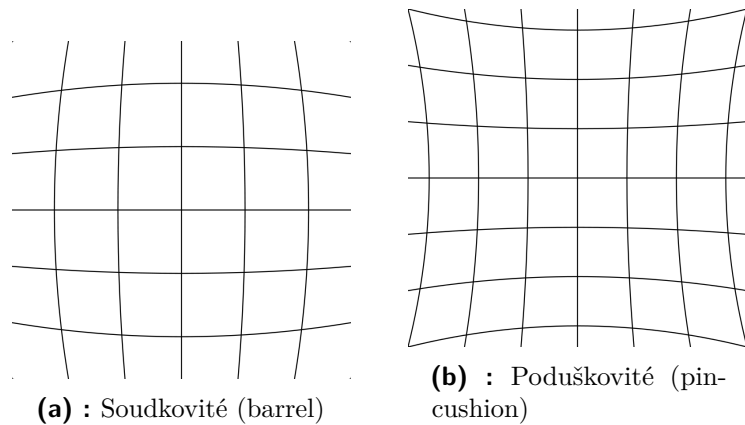 (a) : Soudkovité (barrel)
(b) : Poduškovité (pin-
cushion)